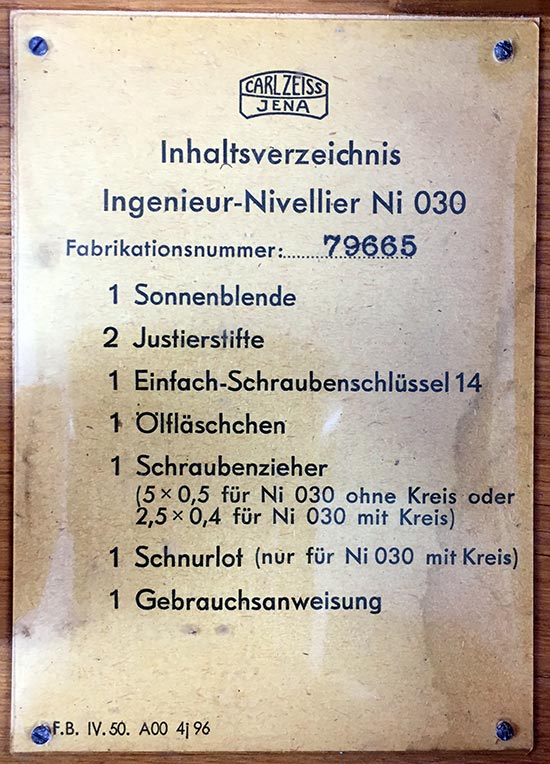 CARL ZEISS
JENA
Inhaltsverzeichnis
Ingenieur-Nivellier Ni 030
Fabrikationsnummer: 79665
1 Sonnenblende
2 Justierstifte
1 Einfach-Schraubenschlüssel 14
1 Ölfläschchen
1 Schraubenzieher
(5 × 0,5 für Ni 030 ohne Kreis oder
2,5 × 0,4 für Ni 030 mit Kreis)
1 Schnurlot (nur für Ni 030 mit Kreis)
1 Gebrauchsanweisung
F.B. IV. 50. A00 4j 96